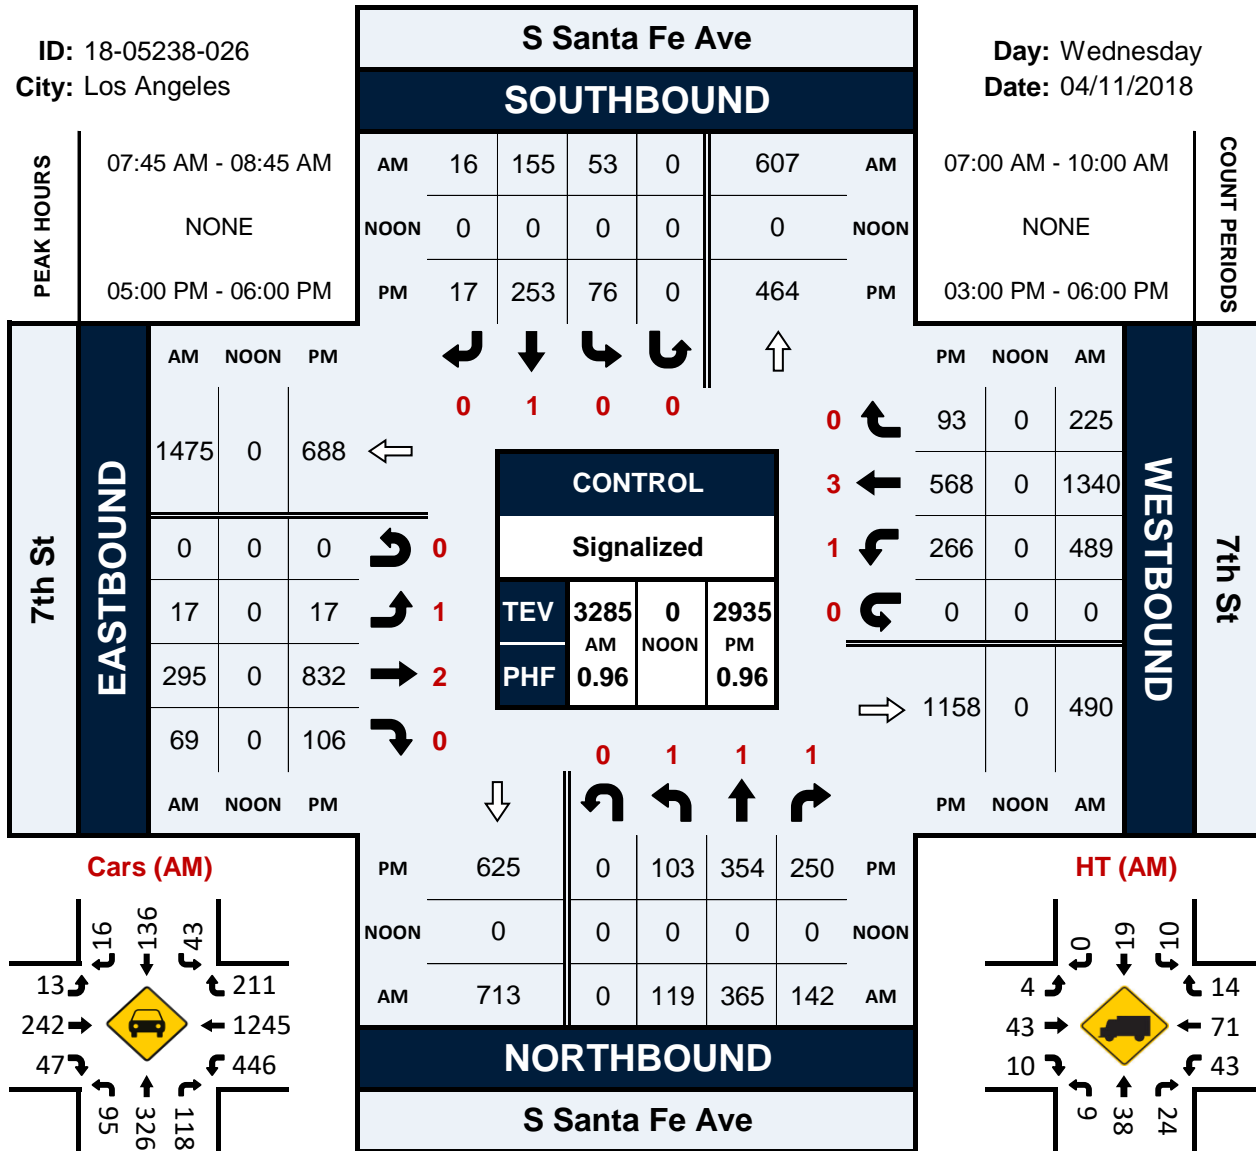 S Santa Fe Ave
ID: 18-05238-026
Day: Wednesday
City: Los Angeles
Date: 04/11/2018
SOUTHBOUND
PEAK HOURS
07:45 AM - 08:45 AM
AM 16 155 53 0 607 AM
07:00 AM - 10:00 AM
COUNT PERIODS
NONE
NOON 0 0 0 0 0 NOON
NONE
05:00 PM - 06:00 PM
PM 17 253 76 0 464 PM
03:00 PM - 06:00 PM
7th St
EASTBOUND
AM NOON PM
PM NOON AM
0 1 0 0
0 93 0 225
1475 0 688
3 568 0 1340
0 0 0 0
1 266 0 489
17 0 17 1
0 0 0 0
295 0 832 2
1158 0 490
69 0 106 0
AM NOON PM
PM NOON AM
WESTBOUND
7th St
CONTROL
Signalized
TEV 3285 0 2935
AM NOON PM
PHF 0.96 0.96
0 1 1 1
PM 625 0 103 354 250 PM
NOON 0 0 0 0 0 NOON
AM 713 0 119 365 142 AM
NORTHBOUND
S Santa Fe Ave
Cars (AM)
16 136 43
13 211
242 1245
47 446
95 326 118
HT (AM)
0 19 10
4 14
43 71
10 43
9 38 24